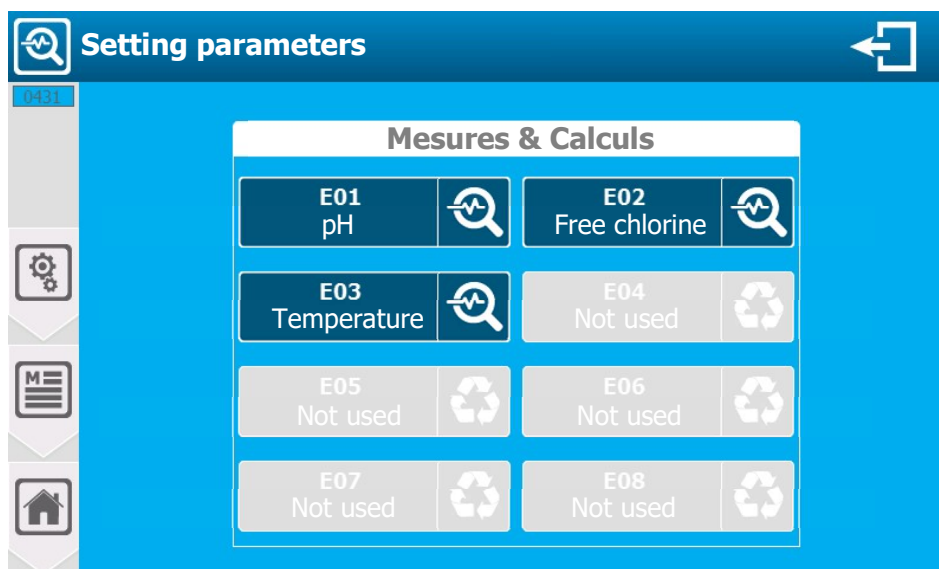 Setting parameters
0431
Mesures & Calculs
E01
pH
E02
Free chlorine
E03
Temperature
E04
Not used
E05
Not used
E06
Not used
M
E07
Not used
E08
Not used